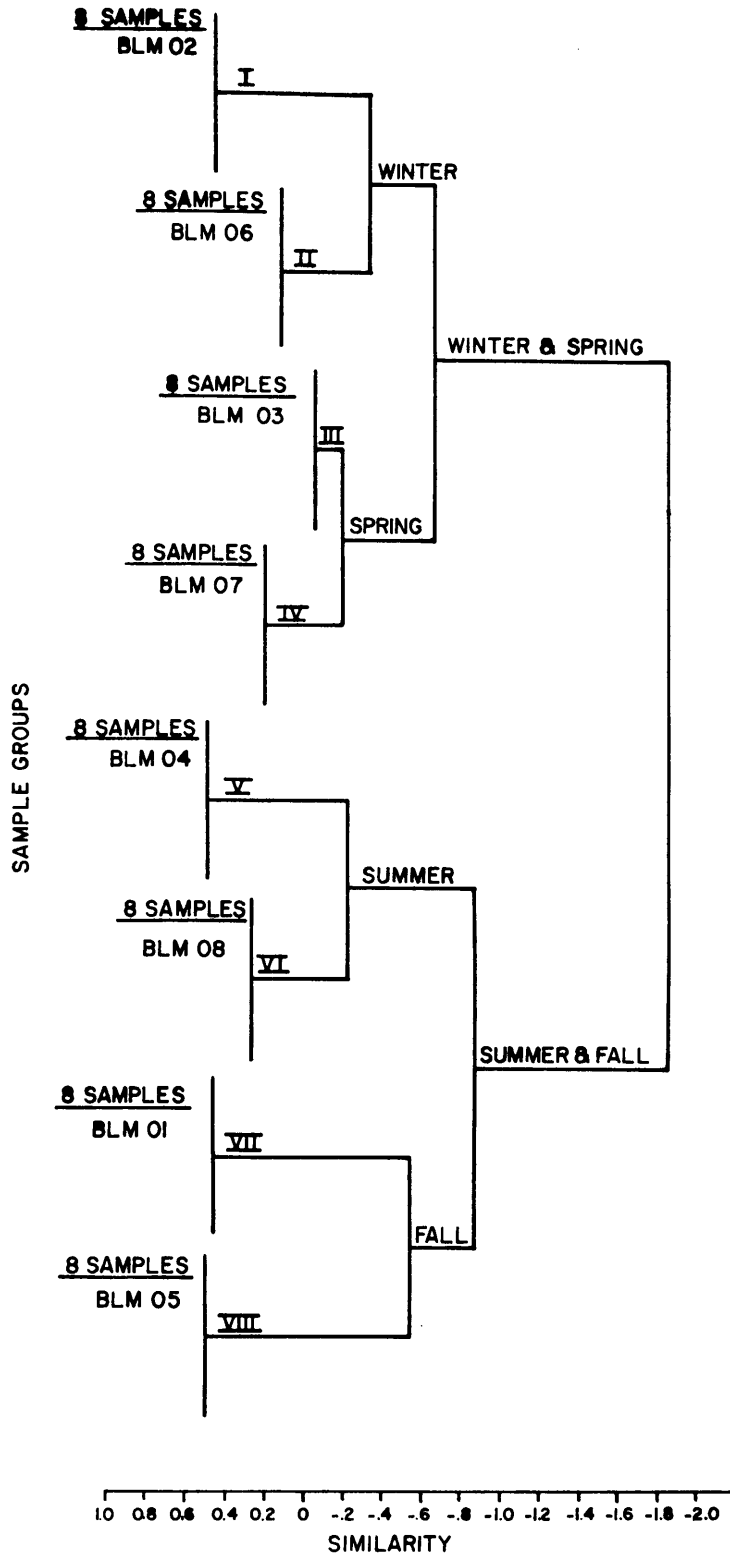 8 SAMPLES
BLM 02
I
WINTER
8 SAMPLES
BLM 06
II
WINTER & SPRING
8 SAMPLES
BLM 03
III
SPRING
8 SAMPLES
BLM 07
IV
SAMPLE GROUPS
8 SAMPLES
BLM 04
V
SUMMER
8 SAMPLES
BLM 08
VI
SUMMER & FALL
8 SAMPLES
BLM 01
VII
FALL
8 SAMPLES
BLM 05
VIII
1.0 0.8 0.6 0.4 0.2 0 -.2 -.4 -.6 -.8 -1.0 -1.2 -1.4 -1.6 -1.8 -2.0
SIMILARITY